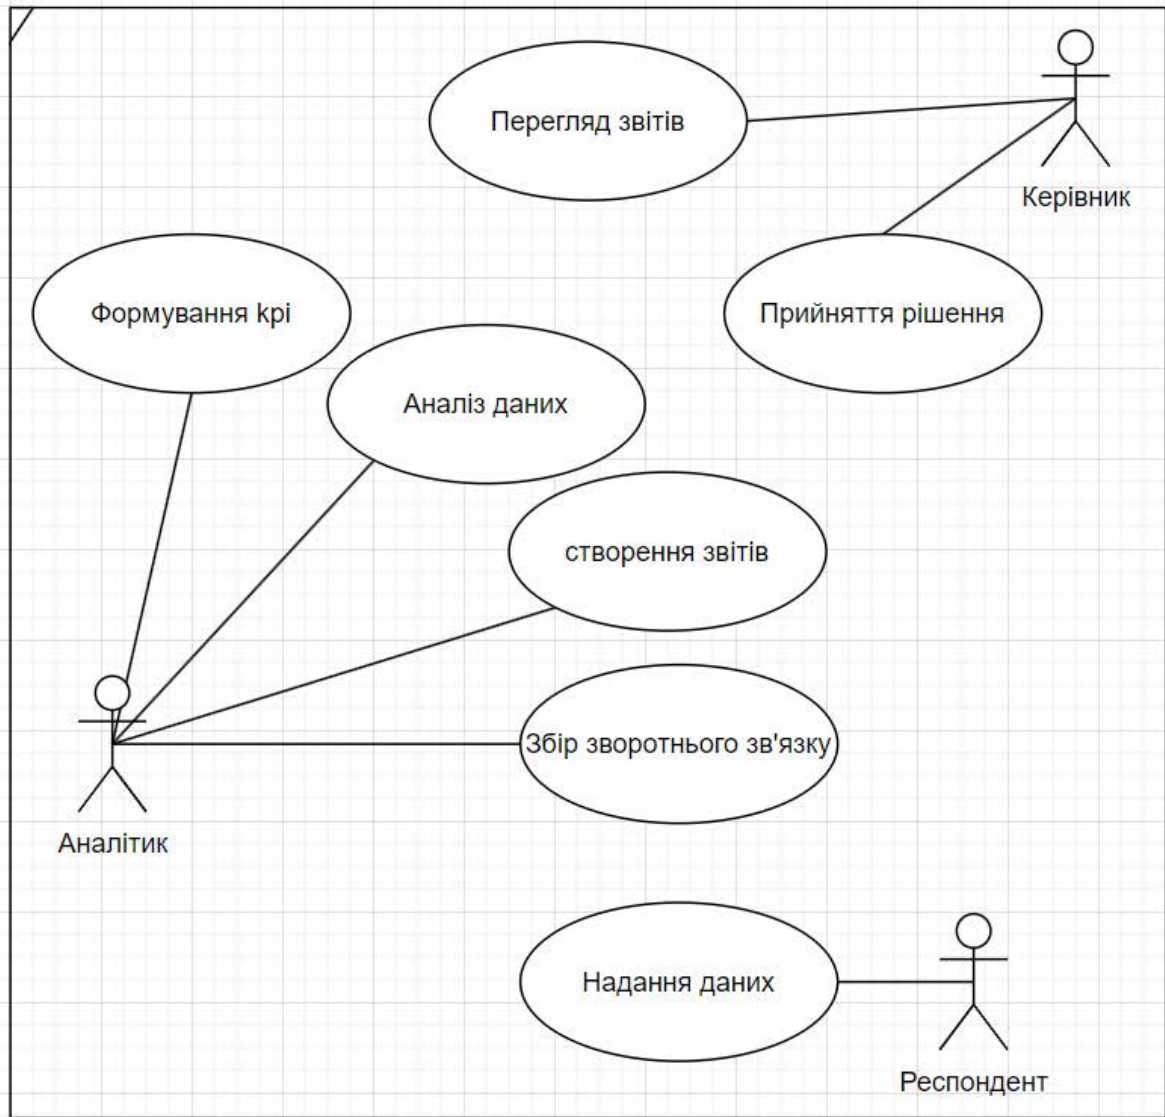 Перегляд звітів
Керівник
Формування kpi
Прийняття рішення
Аналіз даних
створення звітів
Збір зворотнього зв'язку
Аналітик
Надання даних
Респондент